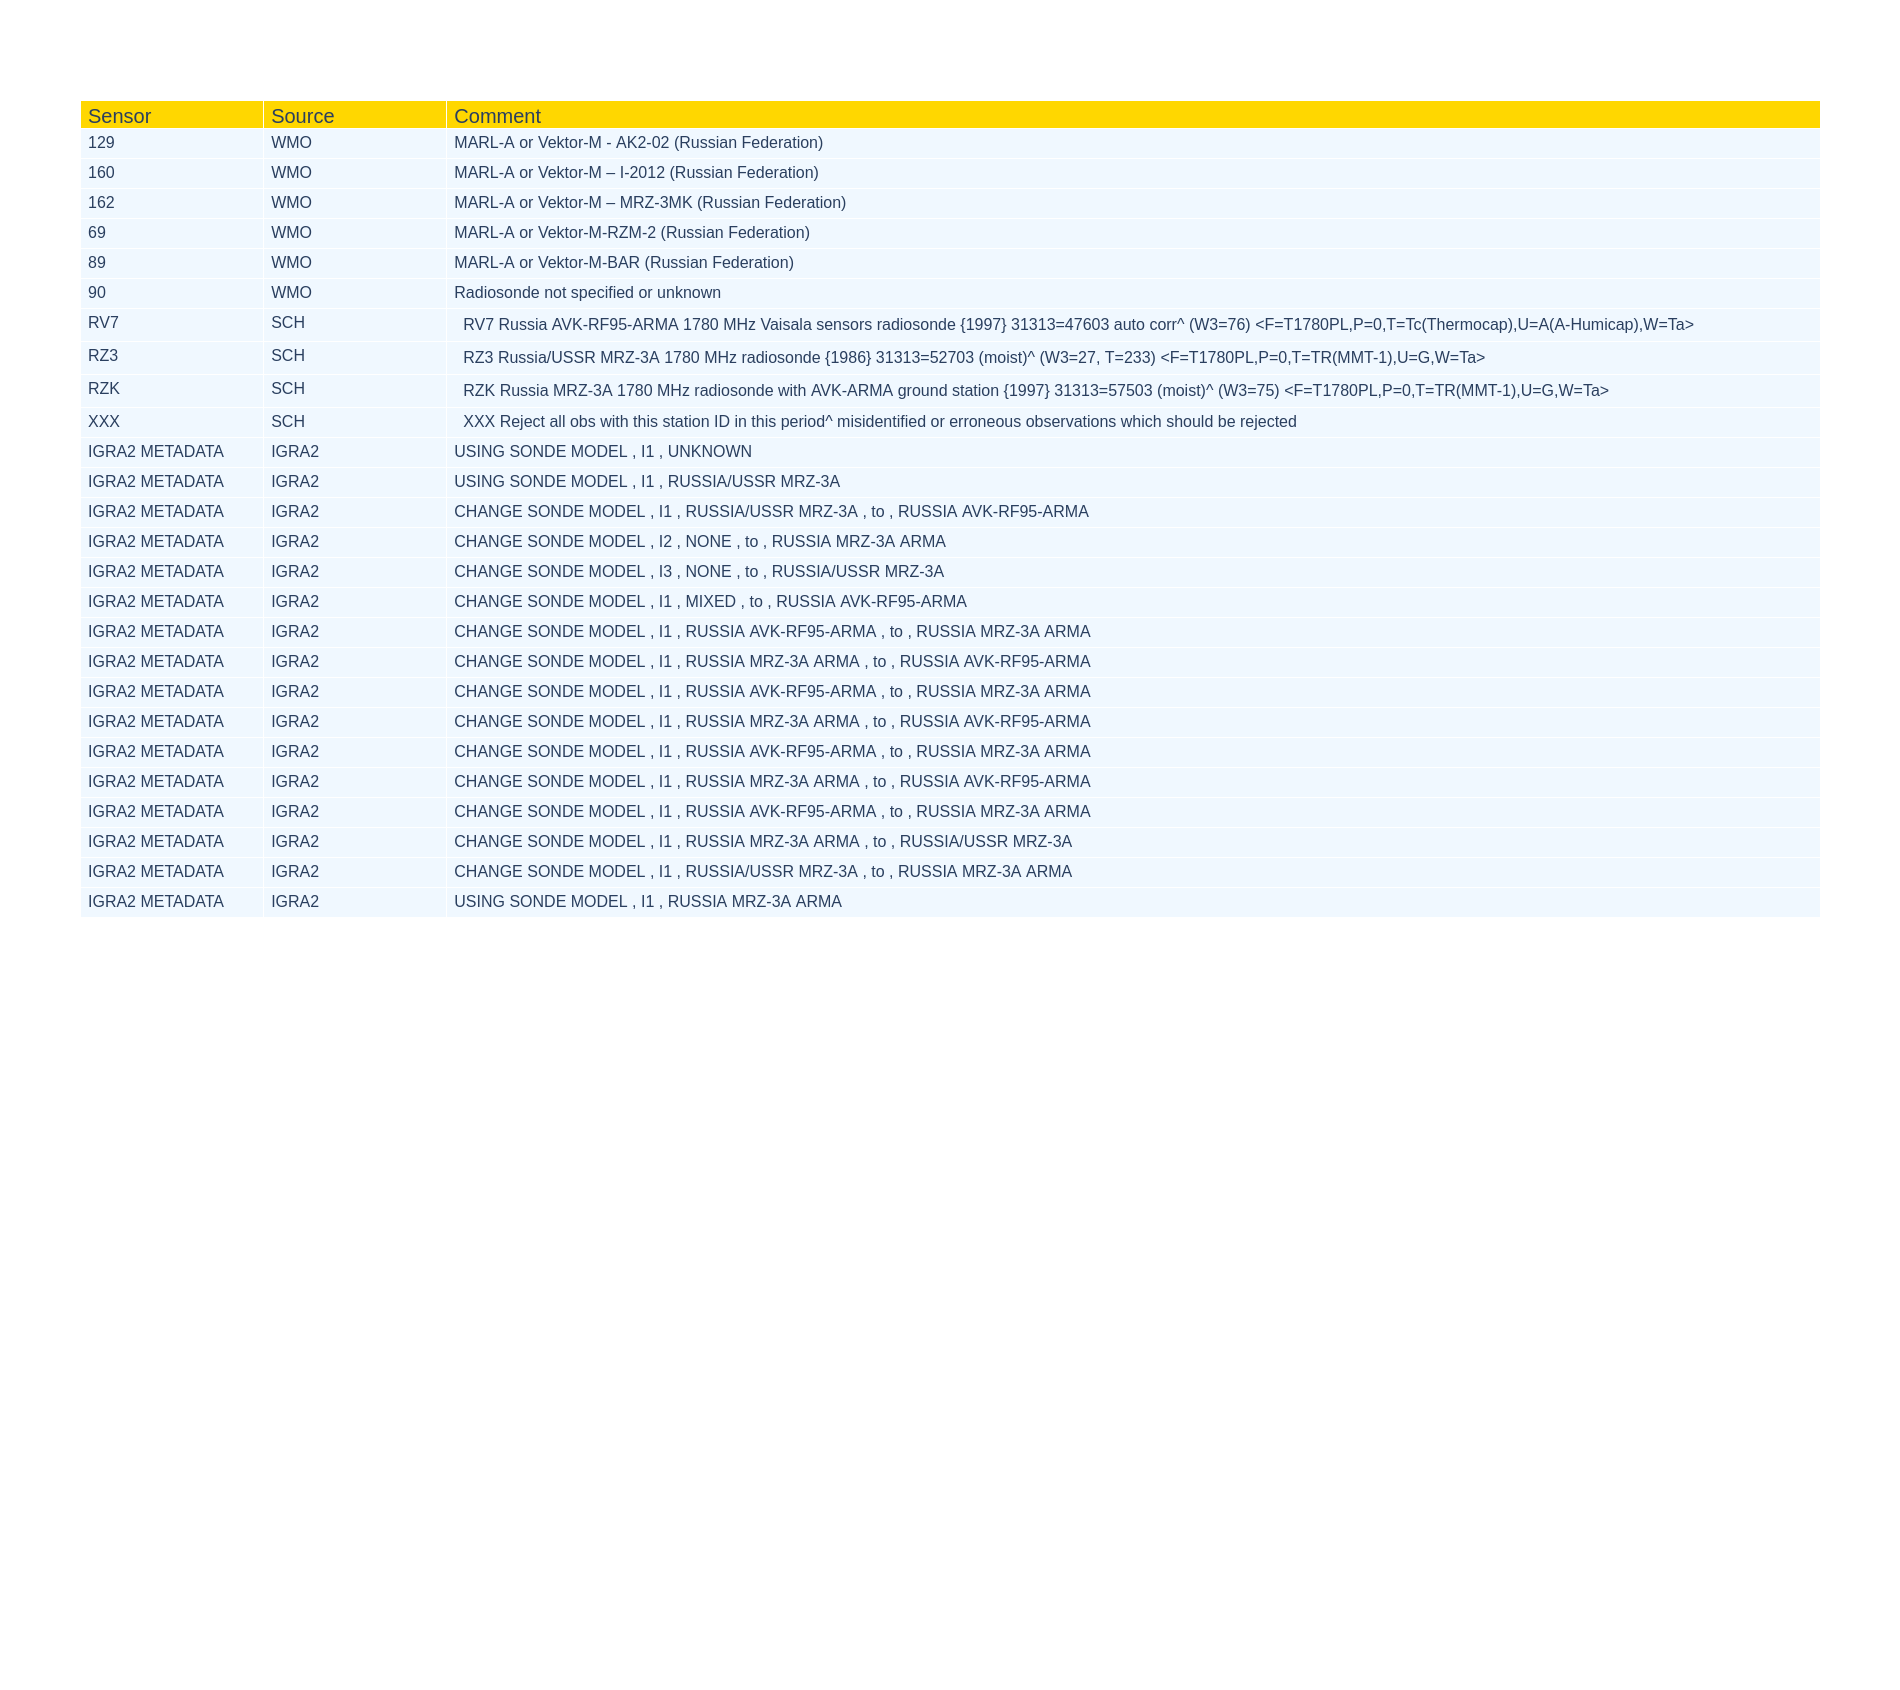 Sensor Source Comment
129 WMO MARL-A or Vektor-M - AK2-02 (Russian Federation)
160 WMO MARL-A or Vektor-M – I-2012 (Russian Federation)
162 WMO MARL-A or Vektor-M – MRZ-3MK (Russian Federation)
69 WMO MARL-A or Vektor-M-RZM-2 (Russian Federation)
89 WMO MARL-A or Vektor-M-BAR (Russian Federation)
90 WMO Radiosonde not specified or unknown
RV7 SCH RV7 Russia AVK-RF95-ARMA 1780 MHz Vaisala sensors radiosonde {1997} 31313=47603 auto corr^ (W3=76) <F=T1780PL,P=0,T=Tc(Thermocap),U=A(A-Humicap),W=Ta>
RZ3 SCH RZ3 Russia/USSR MRZ-3A 1780 MHz radiosonde {1986} 31313=52703 (moist)^ (W3=27, T=233) <F=T1780PL,P=0,T=TR(MMT-1),U=G,W=Ta>
RZK SCH RZK Russia MRZ-3A 1780 MHz radiosonde with AVK-ARMA ground station {1997} 31313=57503 (moist)^ (W3=75) <F=T1780PL,P=0,T=TR(MMT-1),U=G,W=Ta>
XXX SCH XXX Reject all obs with this station ID in this period^ misidentified or erroneous observations which should be rejected
IGRA2 METADATA IGRA2 USING SONDE MODEL , I1 , UNKNOWN
IGRA2 METADATA IGRA2 USING SONDE MODEL , I1 , RUSSIA/USSR MRZ-3A
IGRA2 METADATA IGRA2 CHANGE SONDE MODEL , I1 , RUSSIA/USSR MRZ-3A , to , RUSSIA AVK-RF95-ARMA
IGRA2 METADATA IGRA2 CHANGE SONDE MODEL , I2 , NONE , to , RUSSIA MRZ-3A ARMA
IGRA2 METADATA IGRA2 CHANGE SONDE MODEL , I3 , NONE , to , RUSSIA/USSR MRZ-3A
IGRA2 METADATA IGRA2 CHANGE SONDE MODEL , I1 , MIXED , to , RUSSIA AVK-RF95-ARMA
IGRA2 METADATA IGRA2 CHANGE SONDE MODEL , I1 , RUSSIA AVK-RF95-ARMA , to , RUSSIA MRZ-3A ARMA
IGRA2 METADATA IGRA2 CHANGE SONDE MODEL , I1 , RUSSIA MRZ-3A ARMA , to , RUSSIA AVK-RF95-ARMA
IGRA2 METADATA IGRA2 CHANGE SONDE MODEL , I1 , RUSSIA AVK-RF95-ARMA , to , RUSSIA MRZ-3A ARMA
IGRA2 METADATA IGRA2 CHANGE SONDE MODEL , I1 , RUSSIA MRZ-3A ARMA , to , RUSSIA AVK-RF95-ARMA
IGRA2 METADATA IGRA2 CHANGE SONDE MODEL , I1 , RUSSIA AVK-RF95-ARMA , to , RUSSIA MRZ-3A ARMA
IGRA2 METADATA IGRA2 CHANGE SONDE MODEL , I1 , RUSSIA MRZ-3A ARMA , to , RUSSIA AVK-RF95-ARMA
IGRA2 METADATA IGRA2 CHANGE SONDE MODEL , I1 , RUSSIA AVK-RF95-ARMA , to , RUSSIA MRZ-3A ARMA
IGRA2 METADATA IGRA2 CHANGE SONDE MODEL , I1 , RUSSIA MRZ-3A ARMA , to , RUSSIA/USSR MRZ-3A
IGRA2 METADATA IGRA2 CHANGE SONDE MODEL , I1 , RUSSIA/USSR MRZ-3A , to , RUSSIA MRZ-3A ARMA
IGRA2 METADATA IGRA2 USING SONDE MODEL , I1 , RUSSIA MRZ-3A ARMA